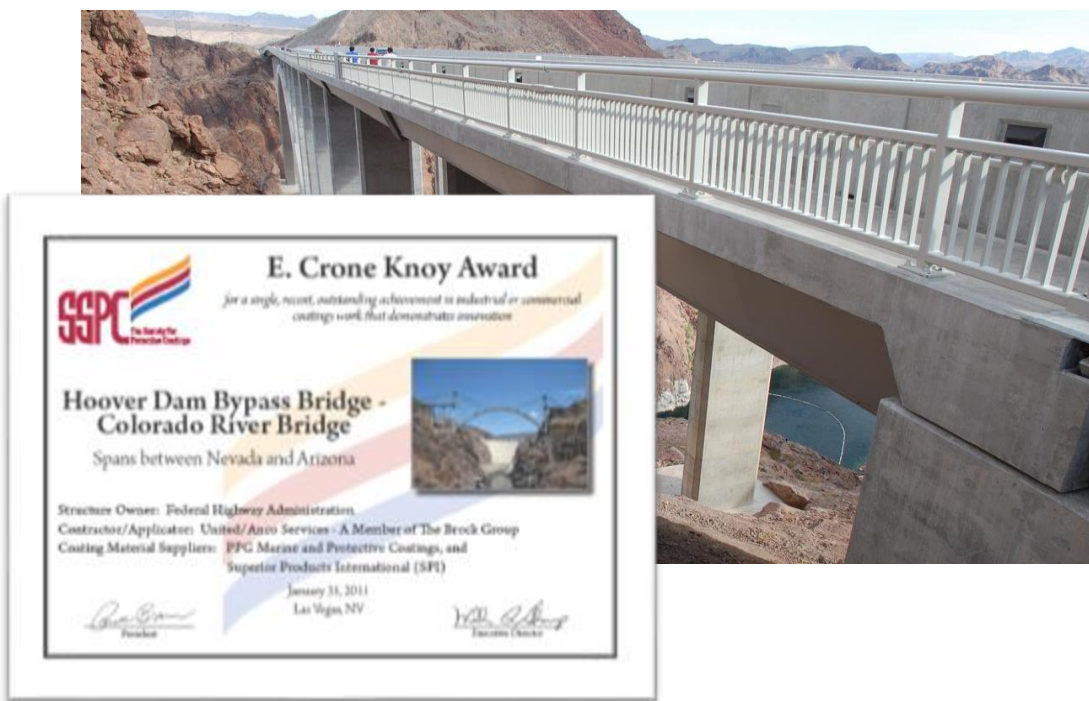 SSPC
The Society for
Protective Coatings
E. Crone Knoy Award
for a single, recent, outstanding achievement in industrial or commercial
coatings work that demonstrates innovation
Hoover Dam Bypass Bridge -
Colorado River Bridge
Spans between Nevada and Arizona
Structure Owner: Federal Highway Administration
Contractor/Applicator: United/Anco Services - A Member of The Brock Group
Coating Material Suppliers: PPG Marine and Protective Coatings, and
Superior Products International (SPI)
January 31, 2011
Las Vegas, NV
President
Executive Director